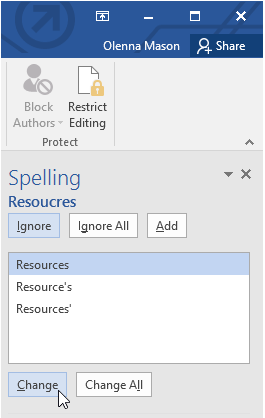 Olenna Mason Share
Block Restrict
Authors Editing
Protect
Spelling
Resoucres
Ignore Ignore All Add
Resources
Resource's
Resources'
Change Change All